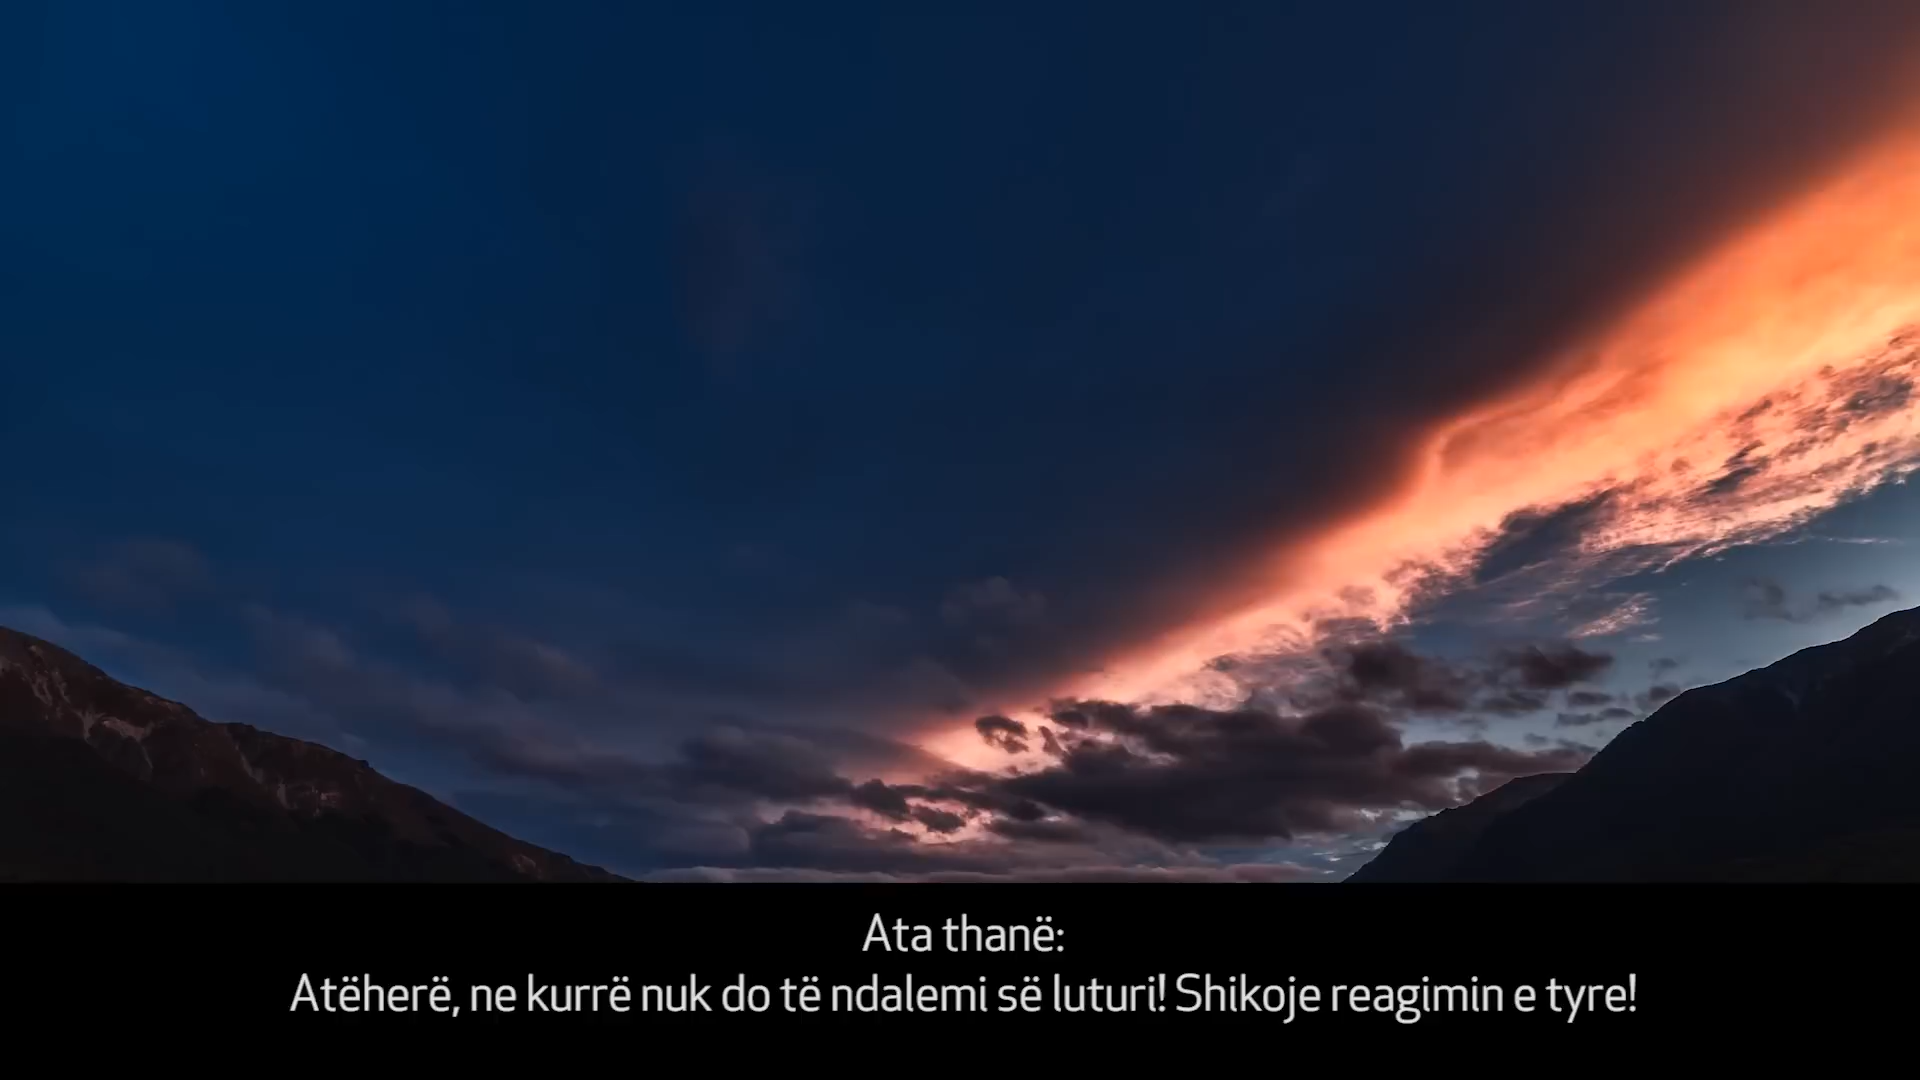 Ata thanë:
Atëherë, ne kurrë nuk do të ndalemi së luturi! Shikoje reagimin e tyre!